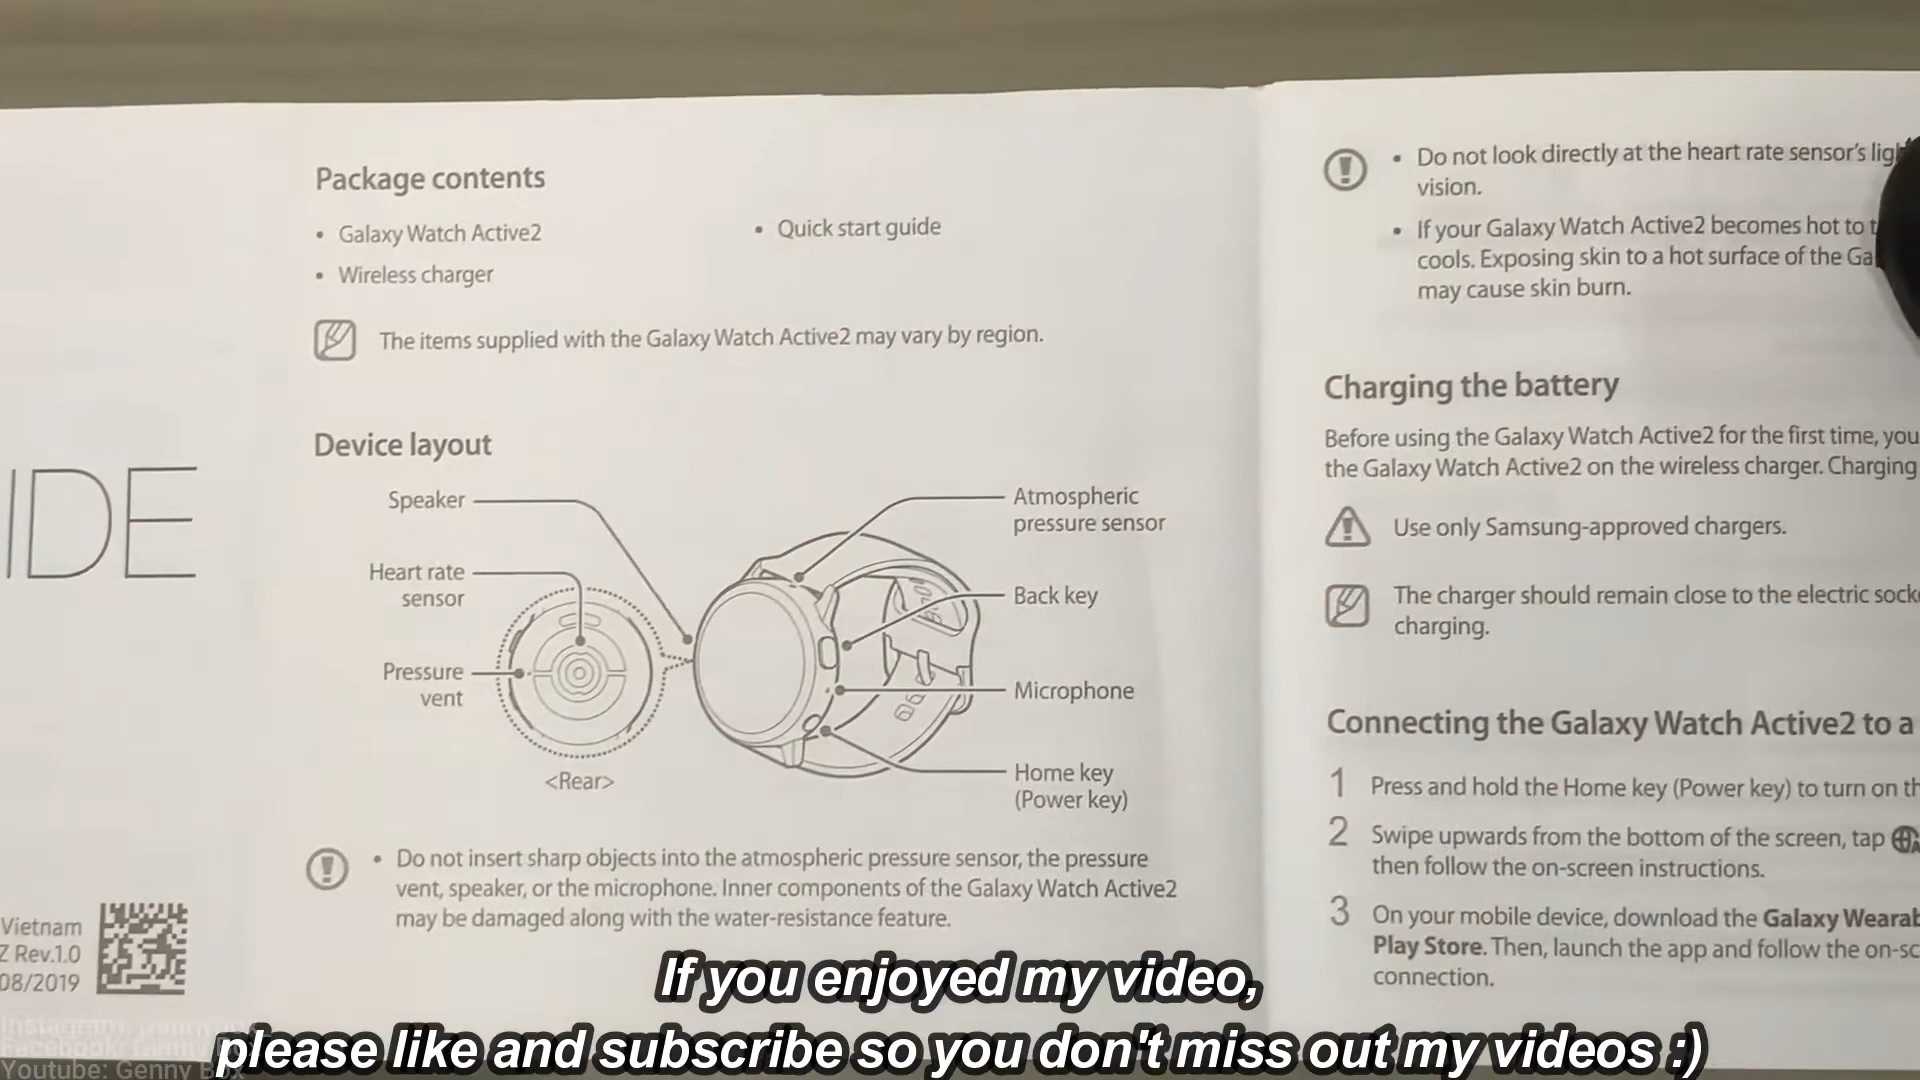 IDE
Vietnam
Z Rev.1.0
08/2019
Package contents
• Galaxy Watch Active2
• Wireless charger
• Quick start guide
The items supplied with the Galaxy Watch Active2 may vary by region.
Device layout
Speaker
Heart rate
sensor
Pressure
vent
<Rear>
Atmospheric
pressure sensor
Back key
Microphone
Home key
(Power key)
• Do not insert sharp objects into the atmospheric pressure sensor, the pressure
vent, speaker, or the microphone. Inner components of the Galaxy Watch Active2
may be damaged along with the water-resistance feature.
• Do not look directly at the heart rate sensor's
vision.
• If your Galaxy Watch Active2 becomes hot to
cools. Exposing skin to a hot surface of the
may cause skin burn.
Charging the battery
Before using the Galaxy Watch Active2 for the first time, you
the Galaxy Watch Active2 on the wireless charger. Charging
Use only Samsung-approved chargers.
The charger should remain close to the electric
charging.
Connecting the Galaxy Watch Active2 to a
1 Press and hold the Home key (Power key) to turn on
2 Swipe upwards from the bottom of the screen, tap
then follow the on-screen instructions.
3 On your mobile device, download the Galaxy
Play Store. Then, launch the app and follow the
connection.
If you enjoyed my video,
please like and subscribe so you don't miss out my videos :)
Youtube: Genny